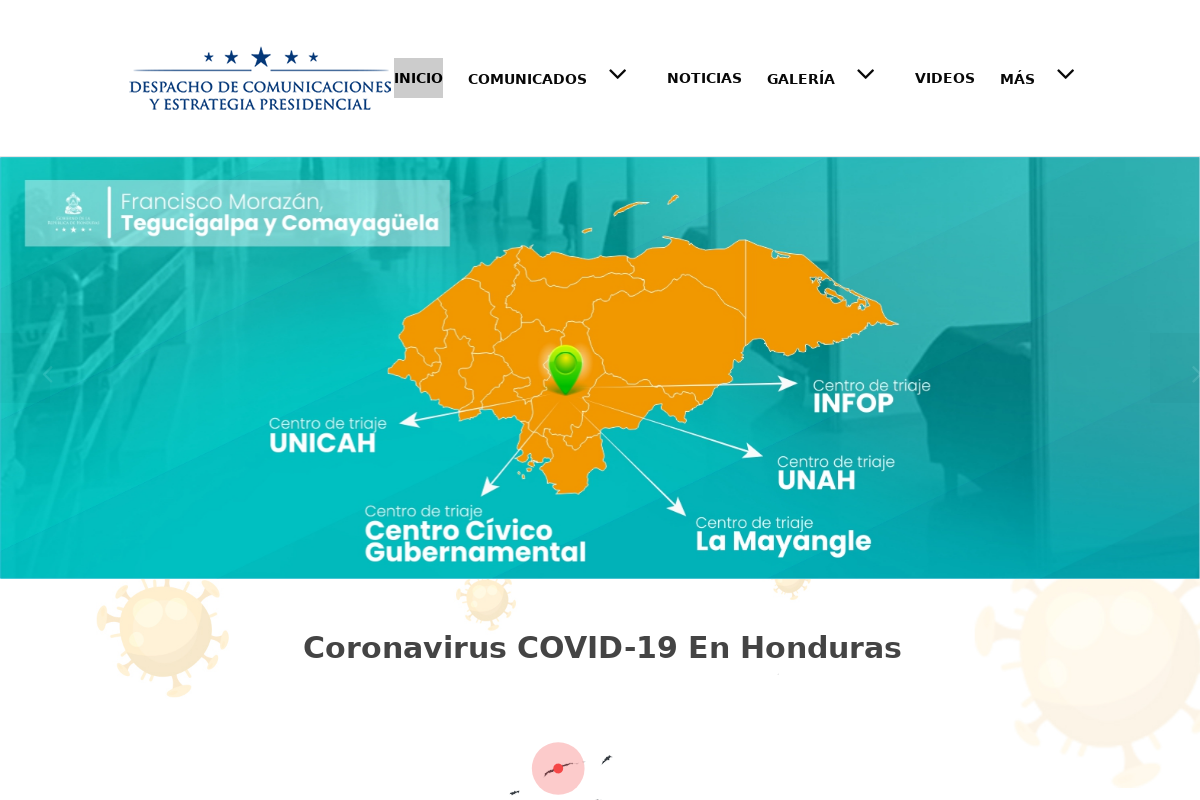 DESPACHO DE COMUNICACIONES
Y ESTRATEGIA PRESIDENCIAL
INICIO
COMUNICADOS
NOTICIAS
GALERÍA
VIDEOS
MÁS
Francisco Morazán,
Tegucigalpa y Comayagüela
Centro de triaje
INFOP
Centro de triaje
UNICAH
Centro de triaje
UNAH
Centro de triaje
Centro Cívico
Gubernamental
Centro de triaje
La Mayangle
Coronavirus COVID-19 En Honduras